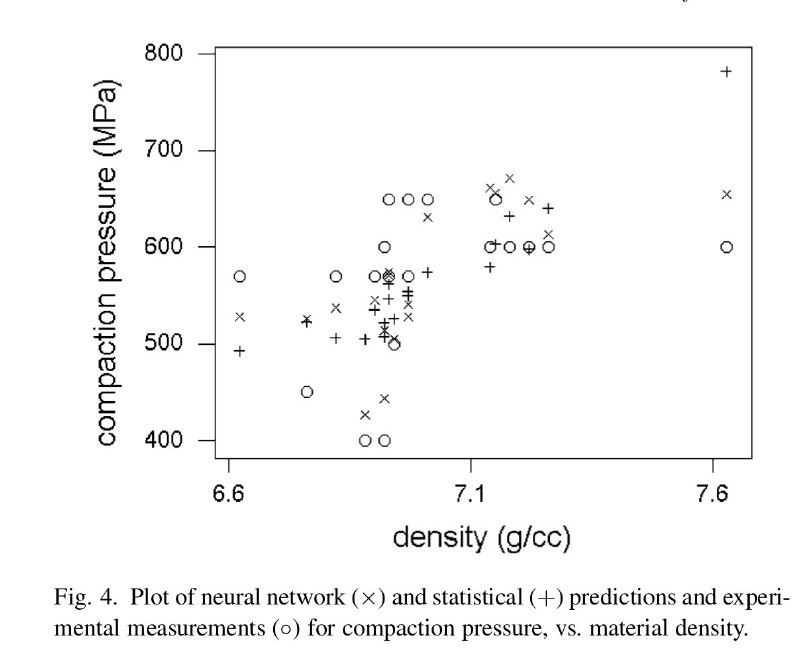 800
700
600
500
400
compaction pressure (MPa)
6.6 7.1 7.6
density (g/cc)
Fig. 4. Plot of neural network (×) and statistical (+) predictions and experi-
mental measurements (○) for compaction pressure, vs. material density.